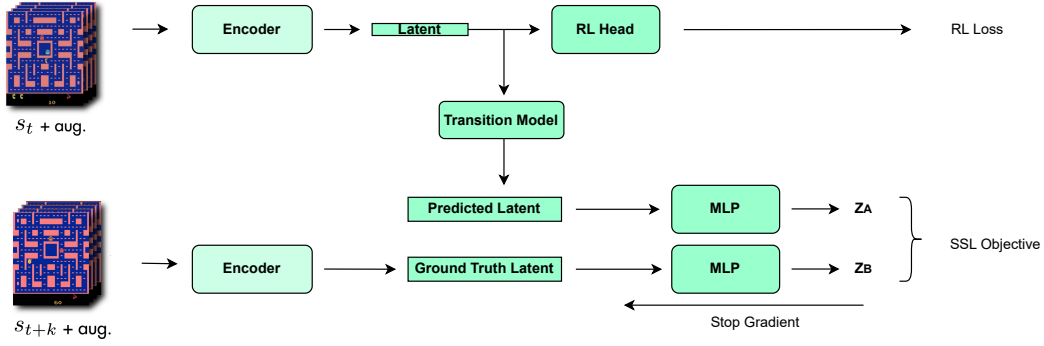 Encoder
Latent
RL Head
RL Loss
s_t + aug.
Transition Model
Predicted Latent
MLP
ZA
SSL Objective
Encoder
Ground Truth Latent
MLP
ZB
Stop Gradient
s_{t+k} + aug.